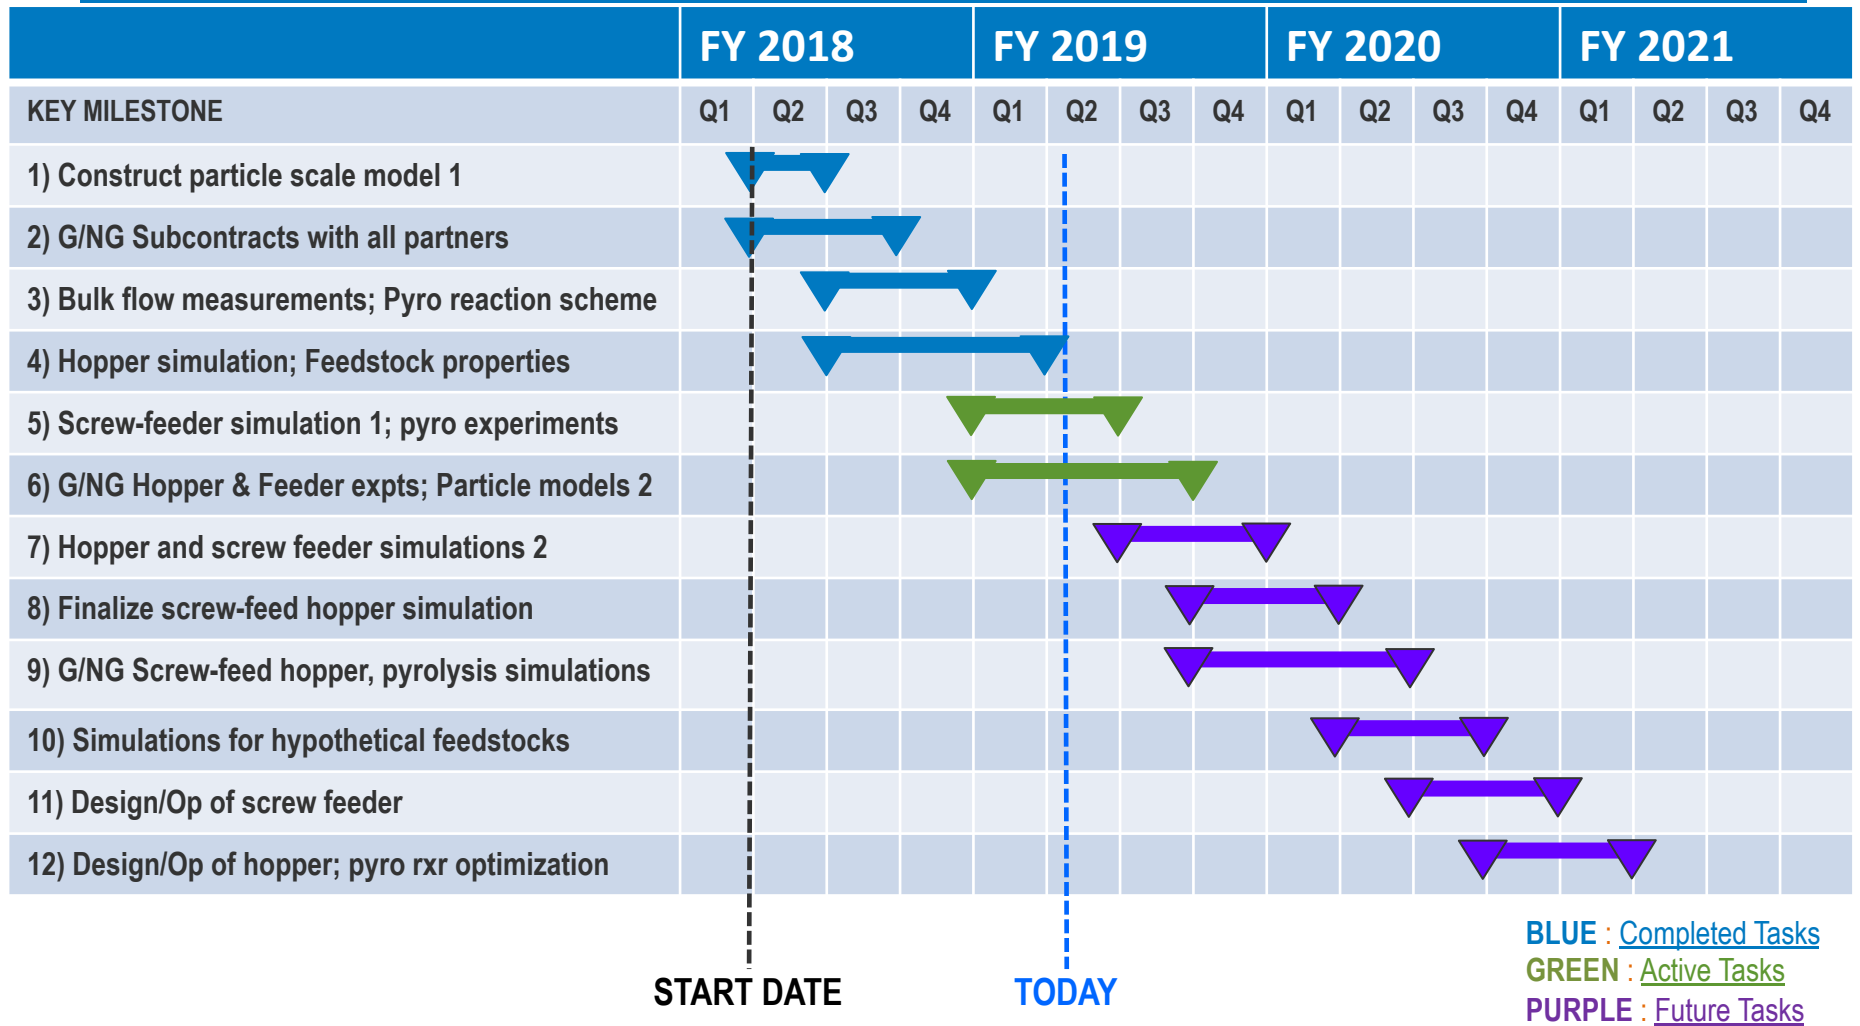 FY 2018 FY 2019 FY 2020 FY 2021
KEY MILESTONE Q1 Q2 Q3 Q4 Q1 Q2 Q3 Q4 Q1 Q2 Q3 Q4 Q1 Q2 Q3 Q4
1) Construct particle scale model 1
2) G/NG Subcontracts with all partners
3) Bulk flow measurements; Pyro reaction scheme
4) Hopper simulation; Feedstock properties
5) Screw-feeder simulation 1; pyro experiments
6) G/NG Hopper & Feeder expts; Particle models 2
7) Hopper and screw feeder simulations 2
8) Finalize screw-feed hopper simulation
9) G/NG Screw-feed hopper, pyrolysis simulations
10) Simulations for hypothetical feedstocks
11) Design/Op of screw feeder
12) Design/Op of hopper; pyro rxr optimization
START DATE TODAY
BLUE : Completed Tasks
GREEN : Active Tasks
PURPLE : Future Tasks